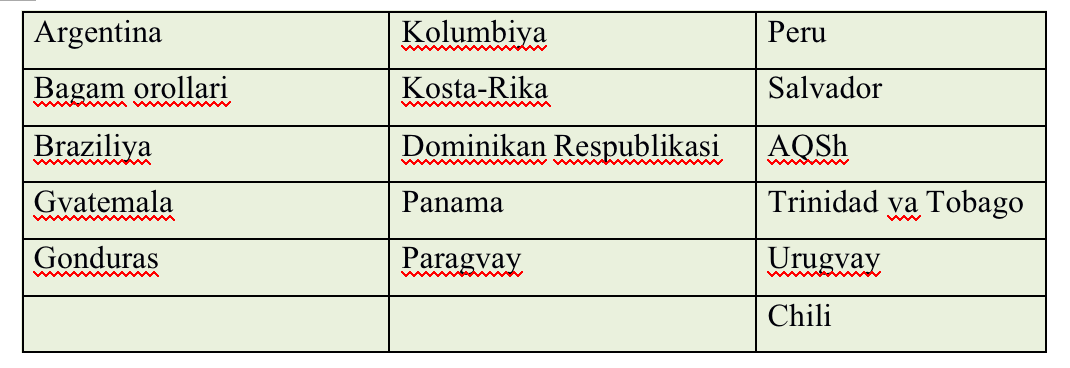 Argentina
Kolumbiya
Peru
Bagam orollari
Kosta-Rika
Salvador
Braziliya
Dominikan Respublikasi
AQSh
Gvatemala
Panama
Trinidad va Tobago
Gonduras
Paragvay
Urugvay
Chili